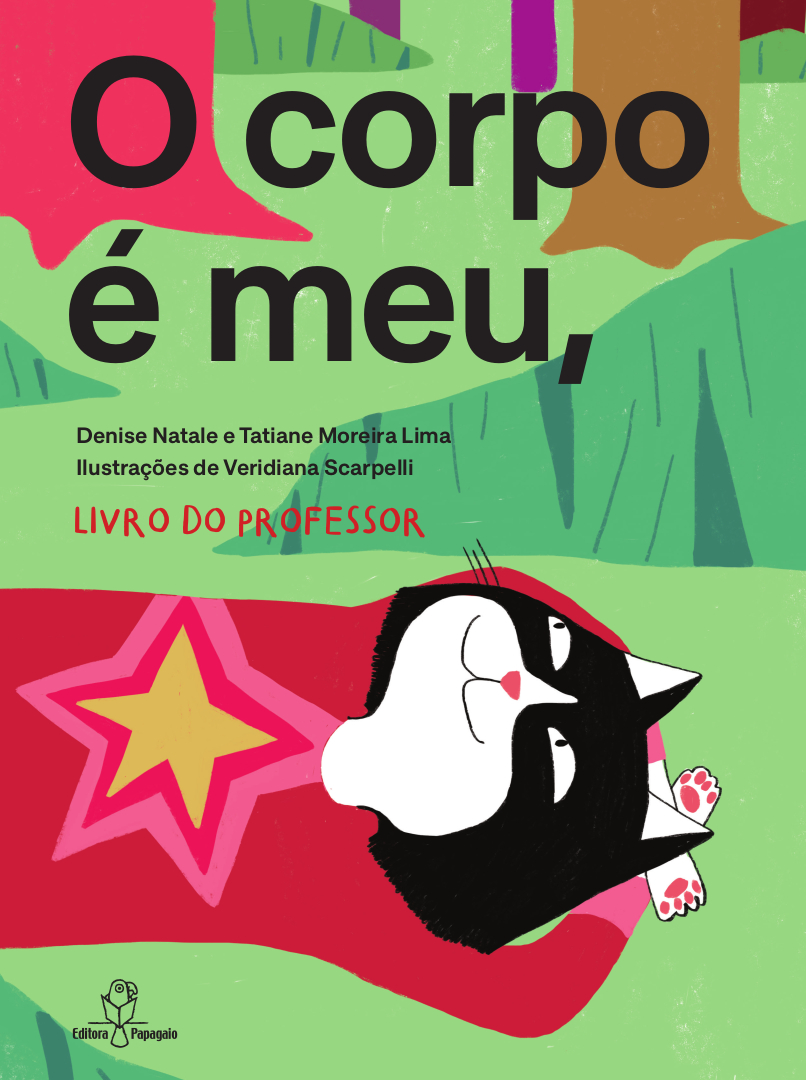 O corpo
é meu,
Denise Natale e Tatiane Moreira Lima
Ilustrações de Veridiana Scarpelli
LIVRO DO PROFESSOR
Editora Papagaio